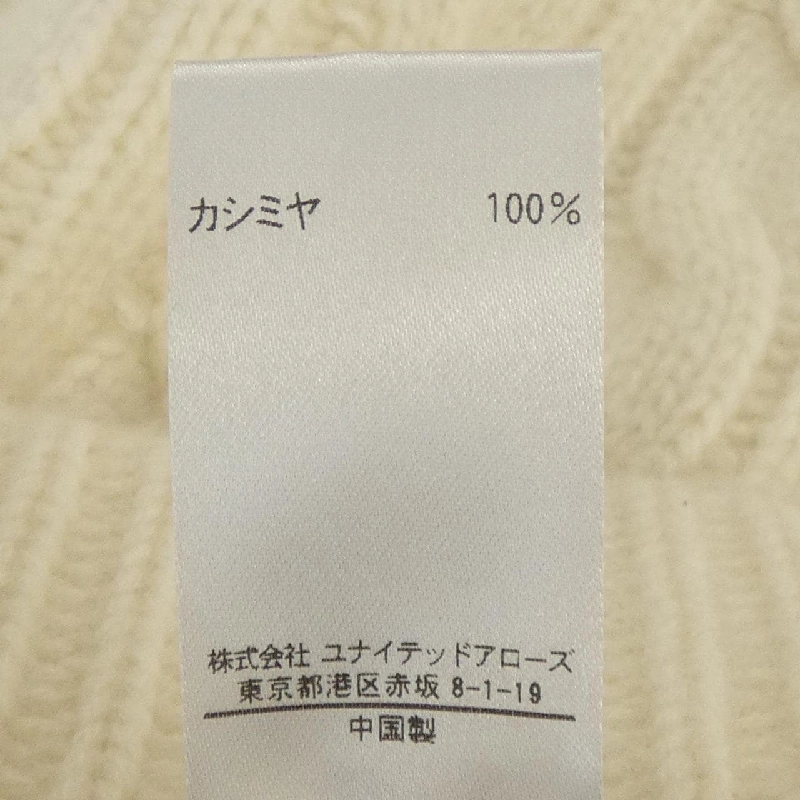 カシミヤ 100%
株式会社 ユナイテッドアローズ
東京都港区赤坂 8-1-19
中国製